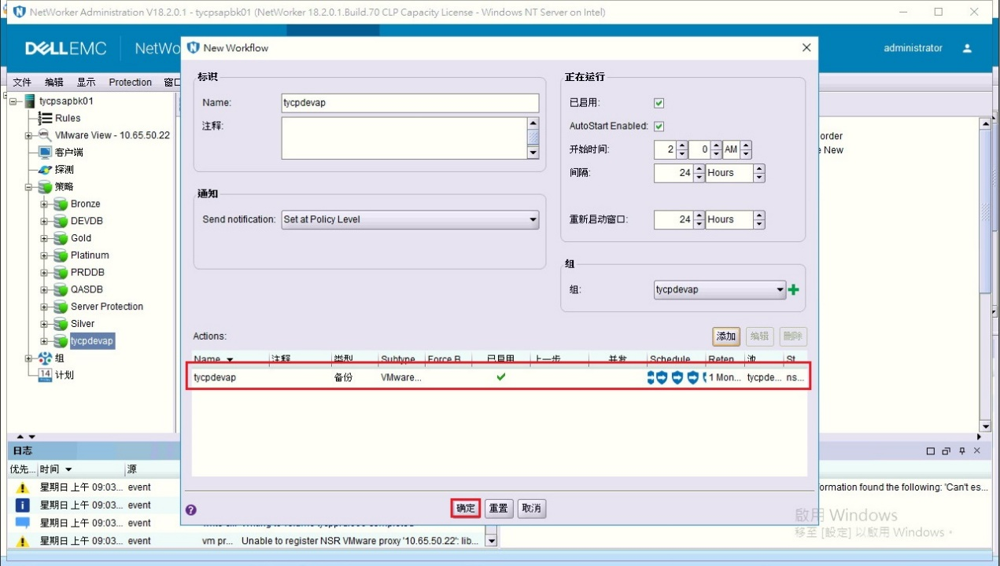 NetWorker Administration V18.2.0.1 - tycpsapbk01 (NetWorker 18.2.0.1.Build.70 CLP Capacity License - Windows NT Server on Intel)
DELLEMC NetWo
administrator
New Workflow
文件 编辑 显示 Protection 窗口
tycpsapbk01
Rules
VMware View - 10.65.50.22
客户端
探测
策略
Bronze
DEVDB
Gold
Platinum
PRDDB
QASDB
Server Protection
Silver
tycpdevap
组
14 计划
标识
Name: tycpdevap
注释:
通知
Send notification: Set at Policy Level
正在运行
已启用:
AutoStart Enabled:
开始时间: 2 0 AM
间隔: 24 Hours
重新启动窗口: 24 Hours
组
组: tycpdevap
order
New
Actions:
添加 编辑 删除
Name 注释 类型 Subtype Force B... 已启用 上一步 并发 Schedule Reten... 池 St...
tycpdevap 备份 VMware... 1 Mon... tycpde... ns...
确定 重置 取消
日志
优先... 时间 源
星期日 上午 09:03... event
星期日 上午 09:03... event
星期日 上午 09:03... event
星期日 上午 09:03... event vm pr... Unable to register NSR VMware proxy '10.65.50.22': lib...
ormation found the following: 'Can't es...
啟用 Windows
移至 [設定] 以啟用 Windows。